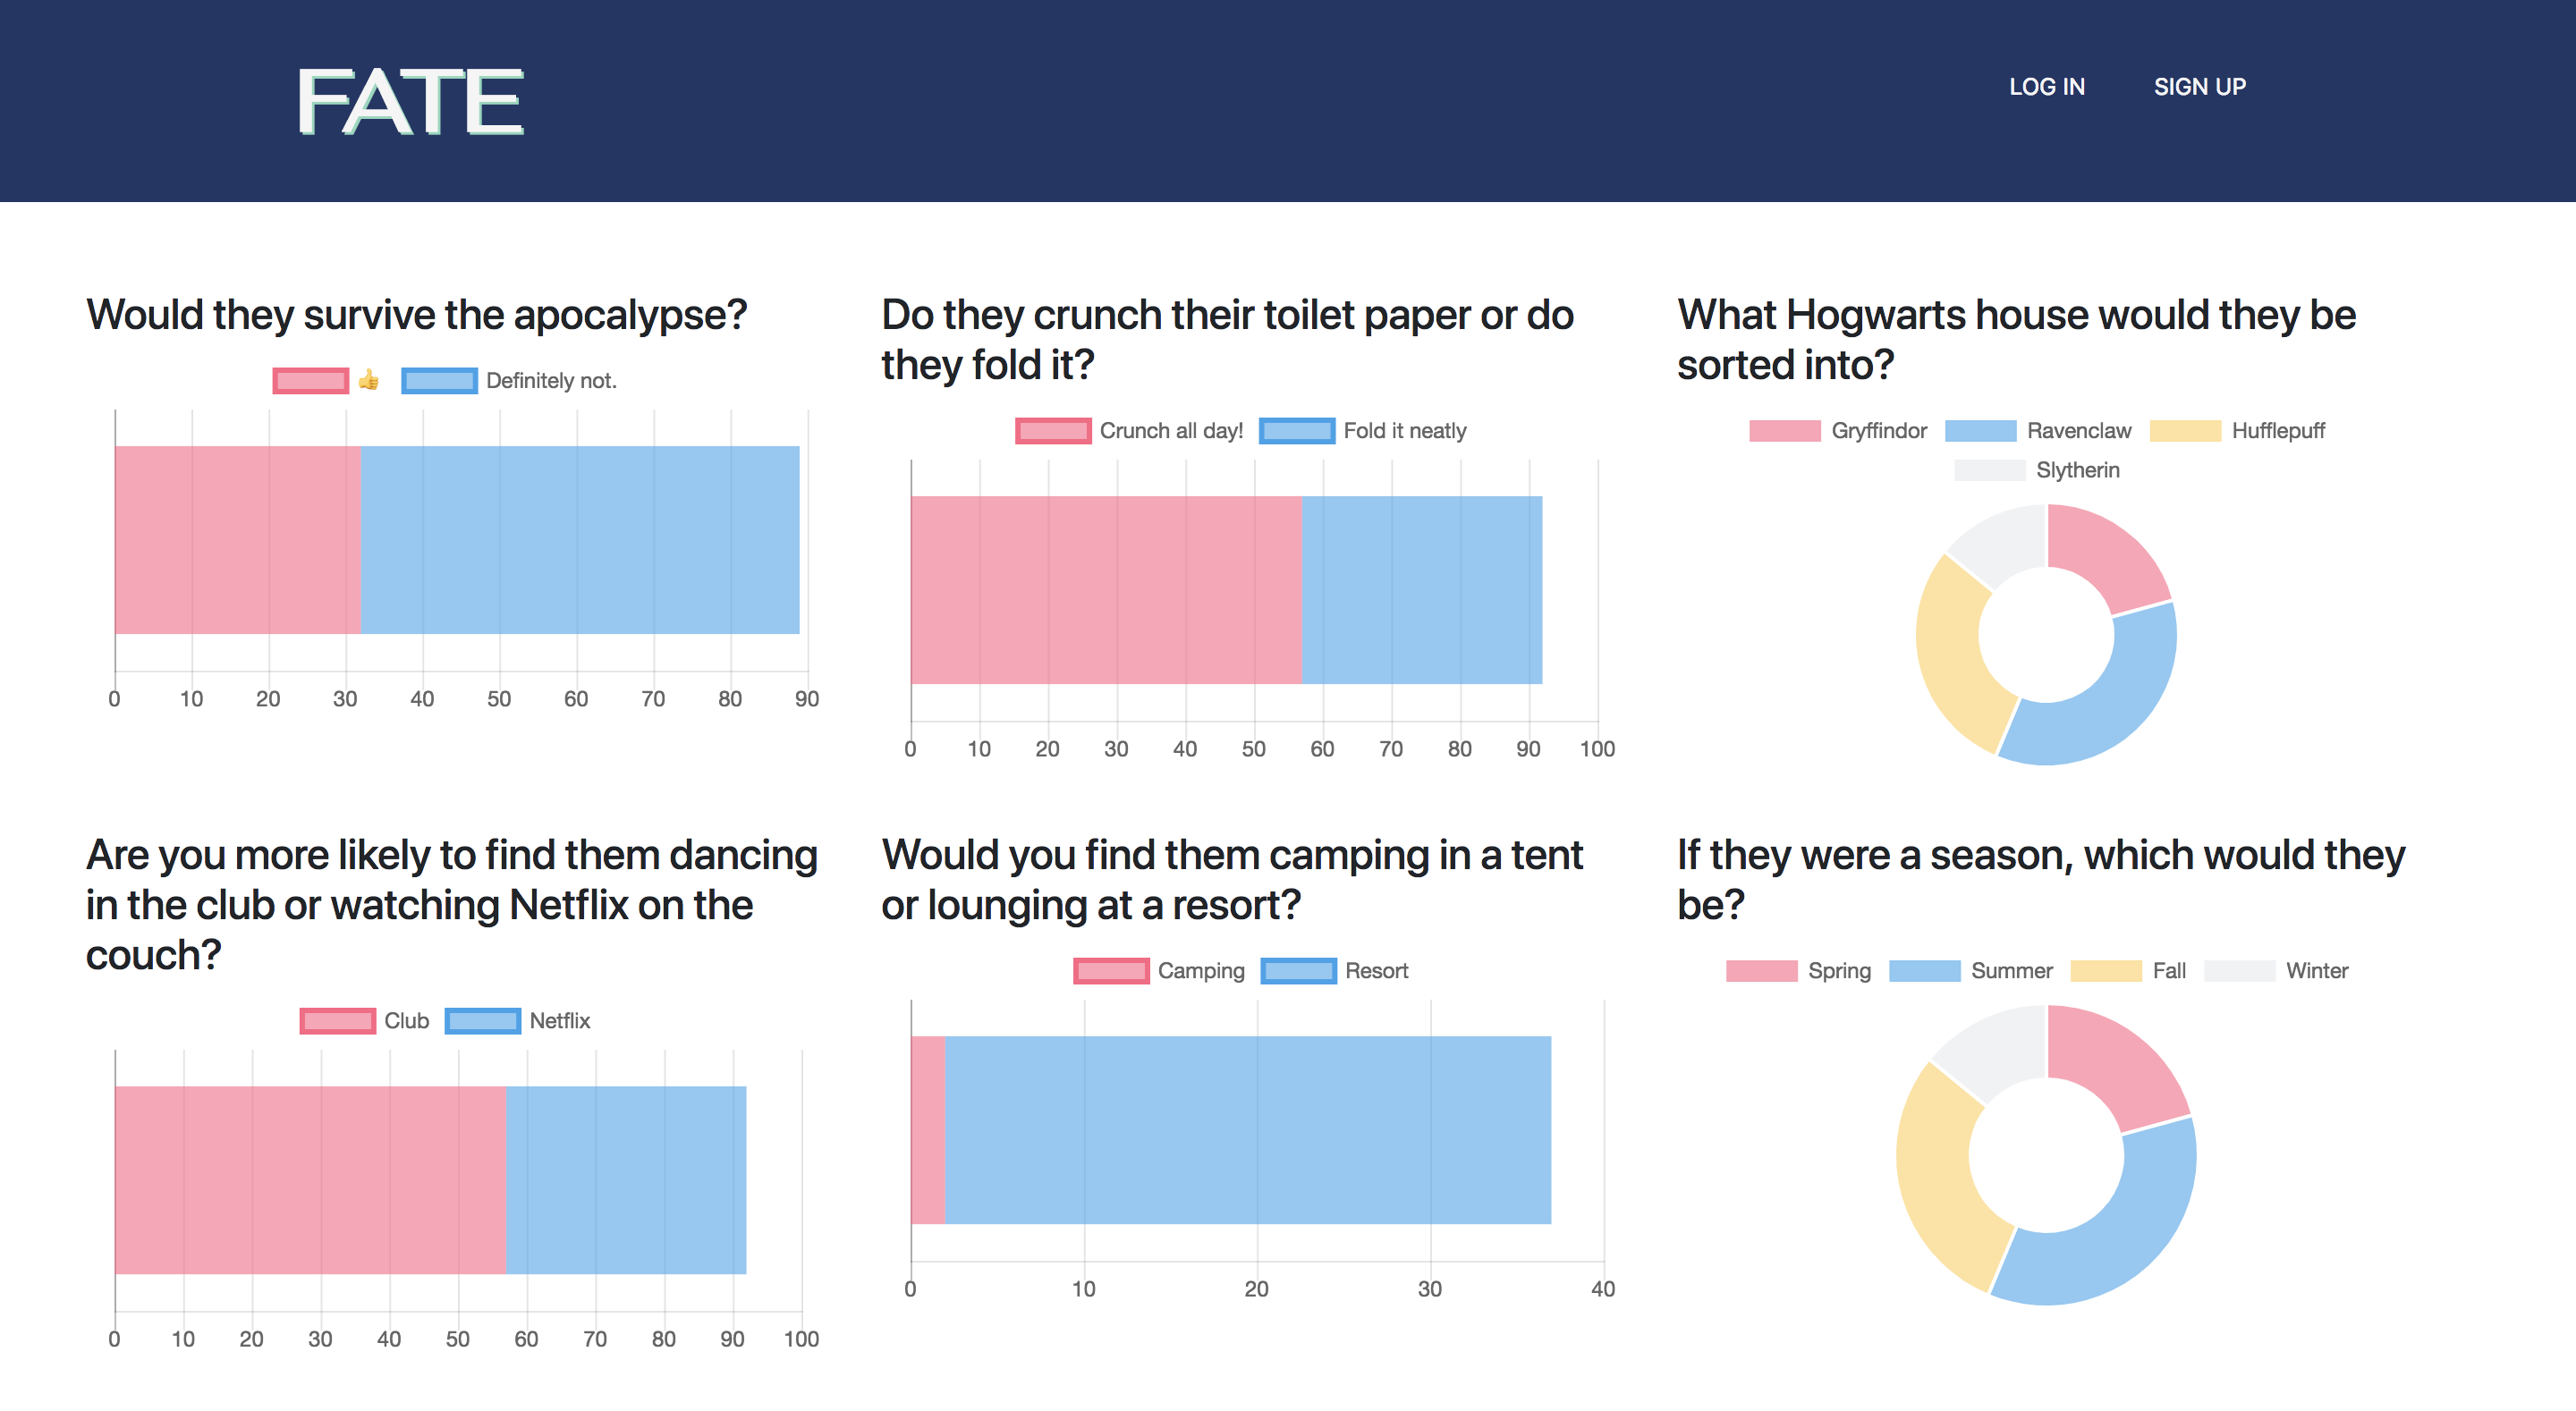 FATE
LOG IN
SIGN UP
Would they survive the apocalypse?
👍 Definitely not.
0 10 20 30 40 50 60 70 80 90
Do they crunch their toilet paper or do
they fold it?
Crunch all day! Fold it neatly
0 10 20 30 40 50 60 70 80 90 100
What Hogwarts house would they be
sorted into?
Gryffindor Ravenclaw Hufflepuff
Slytherin
Are you more likely to find them dancing
in the club or watching Netflix on the
couch?
Club Netflix
0 10 20 30 40 50 60 70 80 90 100
Would you find them camping in a tent
or lounging at a resort?
Camping Resort
0 10 20 30 40
If they were a season, which would they
be?
Spring Summer Fall Winter